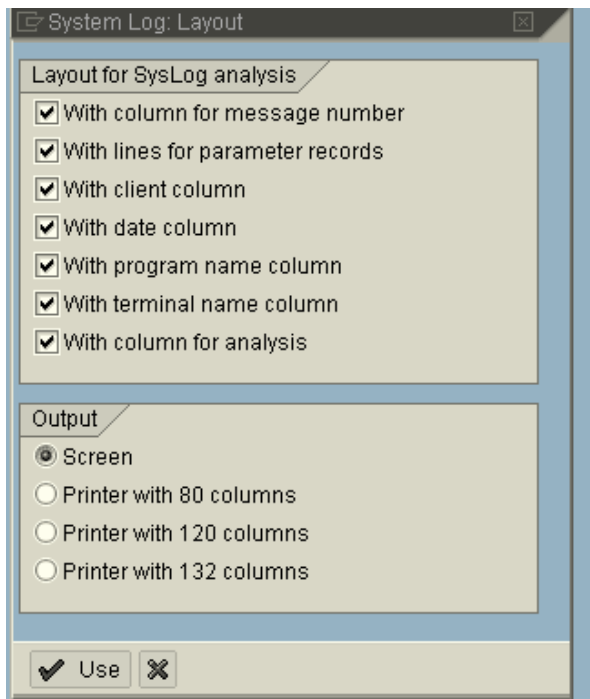 System Log: Layout
Layout for SysLog analysis
With column for message number
With lines for parameter records
With client column
With date column
With program name column
With terminal name column
With column for analysis
Output
Screen
Printer with 80 columns
Printer with 120 columns
Printer with 132 columns
Use